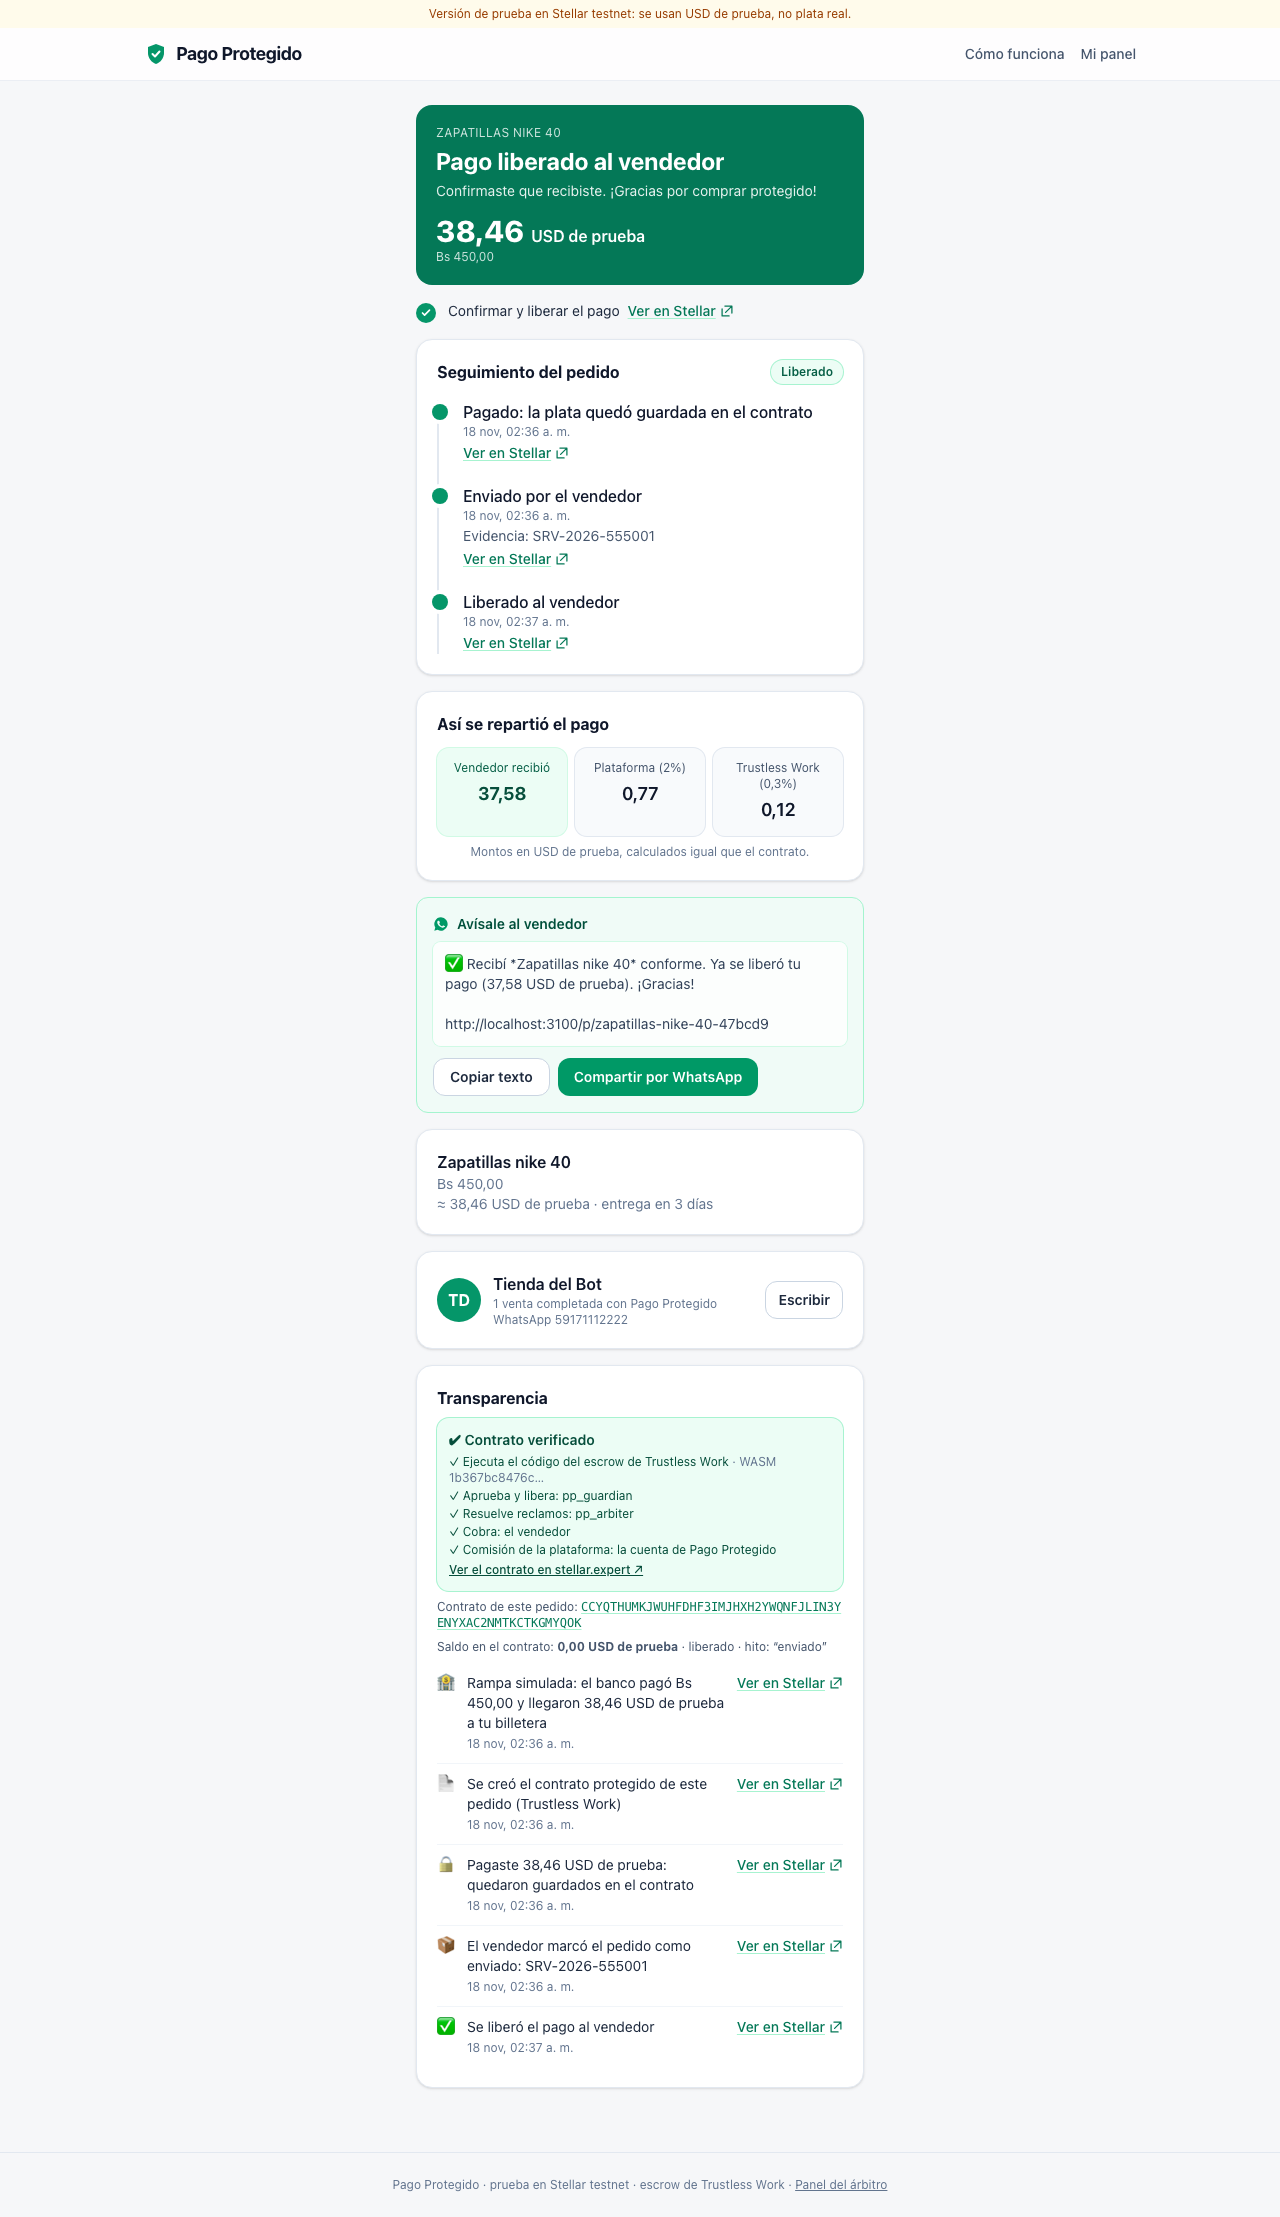 Versión de prueba en Stellar testnet: se usan USD de prueba, no plata real.
Pago Protegido
Cómo funciona
Mi panel
ZAPATILLAS NIKE 40
Pago liberado al vendedor
Confirmaste que recibiste. ¡Gracias por comprar protegido!
38,46 USD de prueba
Bs 450,00
Confirmar y liberar el pago Ver en Stellar
Seguimiento del pedido
Liberado
Pagado: la plata quedó guardada en el contrato
18 nov, 02:36 a. m.
Ver en Stellar
Enviado por el vendedor
18 nov, 02:36 a. m.
Evidencia: SRV-2026-555001
Ver en Stellar
Liberado al vendedor
18 nov, 02:37 a. m.
Ver en Stellar
Así se repartió el pago
Vendedor recibió
37,58
Plataforma (2%)
0,77
Trustless Work
(0,3%)
0,12
Montos en USD de prueba, calculados igual que el contrato.
Avísale al vendedor
✅ Recibí *Zapatillas nike 40* conforme. Ya se liberó tu
pago (37,58 USD de prueba). ¡Gracias!
http://localhost:3100/p/zapatillas-nike-40-47bcd9
Copiar texto
Compartir por WhatsApp
Zapatillas nike 40
Bs 450,00
≈ 38,46 USD de prueba · entrega en 3 días
TD
Tienda del Bot
1 venta completada con Pago Protegido
WhatsApp 59171112222
Escribir
Transparencia
✔ Contrato verificado
✓ Ejecuta el código del escrow de Trustless Work · WASM
1b367bc8476c…
✓ Aprueba y libera: pp_guardian
✓ Resuelve reclamos: pp_arbiter
✓ Cobra: el vendedor
✓ Comisión de la plataforma: la cuenta de Pago Protegido
Ver el contrato en stellar.expert ↗
Contrato de este pedido: CCYQTHUMKJWUHFDHF3IMJHXH2YWQNFJLIN3Y
ENYXAC2NMTKCTKGMYQOK
Saldo en el contrato: 0,00 USD de prueba · liberado · hito: “enviado”
Rampa simulada: el banco pagó Bs
450,00 y llegaron 38,46 USD de prueba
a tu billetera
18 nov, 02:36 a. m.
Ver en Stellar
Se creó el contrato protegido de este
pedido (Trustless Work)
18 nov, 02:36 a. m.
Ver en Stellar
Pagaste 38,46 USD de prueba:
quedaron guardados en el contrato
18 nov, 02:36 a. m.
Ver en Stellar
El vendedor marcó el pedido como
enviado: SRV-2026-555001
18 nov, 02:36 a. m.
Ver en Stellar
Se liberó el pago al vendedor
18 nov, 02:37 a. m.
Ver en Stellar
Pago Protegido · prueba en Stellar testnet · escrow de Trustless Work · Panel del árbitro